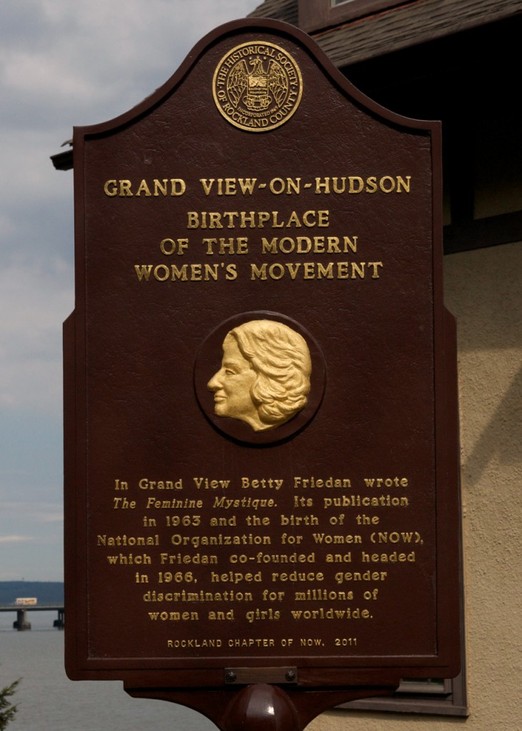 THE HISTORICAL SOCIETY
OF ROCKLAND COUNTY
GRAND VIEW-ON-HUDSON
BIRTHPLACE
OF THE MODERN
WOMEN'S MOVEMENT
In Grand View Betty Friedan wrote
The Feminine Mystique. Its publication
in 1963 and the birth of the
National Organization for Women (NOW),
which Friedan co-founded and headed
in 1966, helped reduce gender
discrimination for millions of
women and girls worldwide.
ROCKLAND CHAPTER OF NOW, 2011